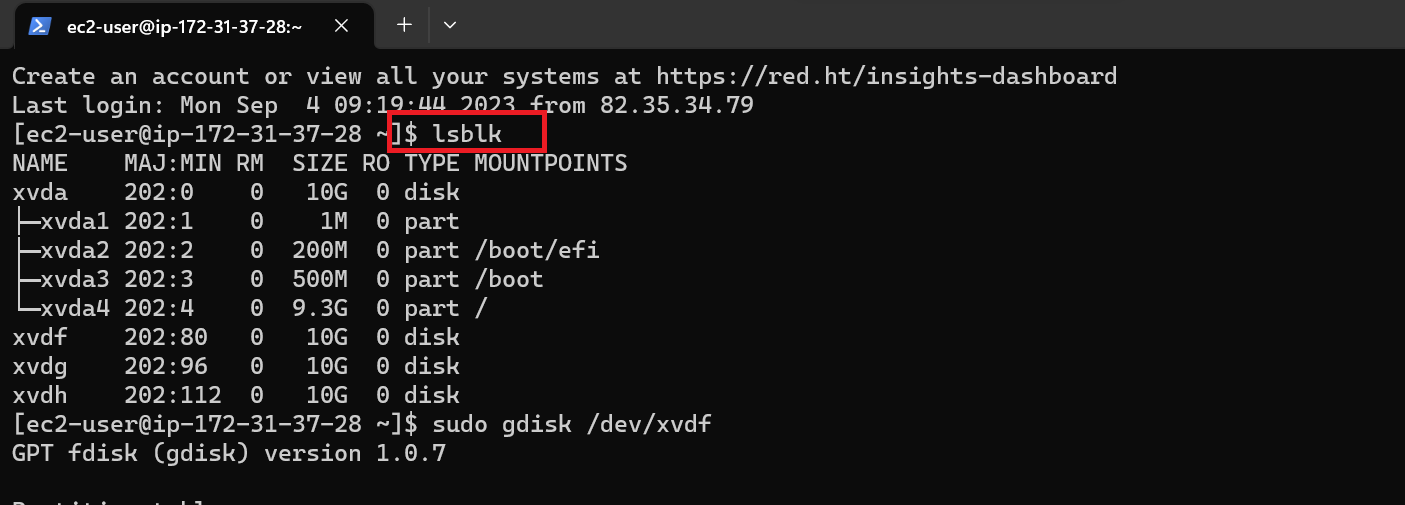 ec2-user@ip-172-31-37-28:~
Create an account or view all your systems at https://red.ht/insights-dashboard
Last login: Mon Sep  4 09:19:44 2023 from 82.35.34.79
[ec2-user@ip-172-31-37-28 ~]$ lsblk
NAME    MAJ:MIN RM  SIZE RO TYPE MOUNTPOINTS
xvda    202:0    0   10G  0 disk
├─xvda1 202:1    0    1M  0 part
├─xvda2 202:2    0  200M  0 part /boot/efi
├─xvda3 202:3    0  500M  0 part /boot
└─xvda4 202:4    0  9.3G  0 part /
xvdf    202:80   0   10G  0 disk
xvdg    202:96   0   10G  0 disk
xvdh    202:112  0   10G  0 disk
[ec2-user@ip-172-31-37-28 ~]$ sudo gdisk /dev/xvdf
GPT fdisk (gdisk) version 1.0.7